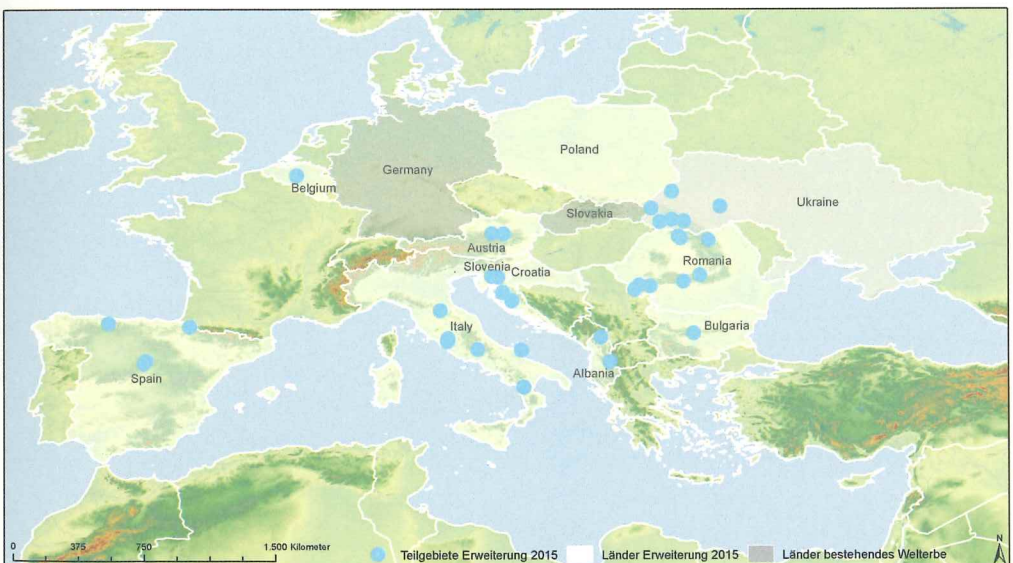 Poland
Germany
Belgium
Ukraine
Slovakia
Austria
Romania
Slovenia
Croatia
Bulgaria
Italy
Albania
Spain
N
0 375 750 1.500 Kilometer
Teilgebiete Erweiterung 2015 Länder Erweiterung 2015 Länder bestehendes Welterbe